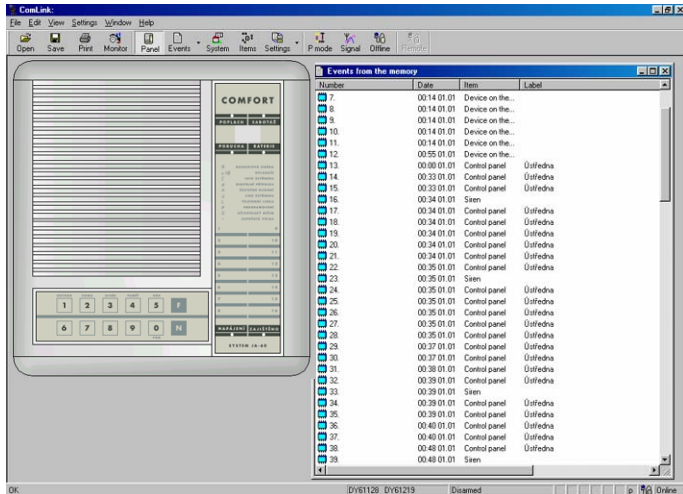 ComLink:
File Edit View Settings Window Help
Open Save Print Monitor Panel Events System Items Settings P mode Signal Offline Remote
COMFORT
POPLACH SABOTÁŽ
PORUCHA BATERIE
1 2 3 4 5 F
6 7 8 9 0 N
NAPÁJENÍ ZAJIŠTĚNO
SYSTEM JA-60
Events from the memory
Number Date Item Label
7. 00:14 01.01 Device on the...
8. 00:14 01.01 Device on the...
9. 00:14 01.01 Device on the...
10. 00:14 01.01 Device on the...
11. 00:14 01.01 Device on the...
12. 00:55 01.01 Device on the...
13. 00:00 01.01 Control panel Ústředna
14. 00:33 01.01 Control panel Ústředna
15. 00:33 01.01 Control panel Ústředna
16. 00:34 01.01 Siren
17. 00:34 01.01 Control panel Ústředna
18. 00:34 01.01 Control panel Ústředna
19. 00:34 01.01 Control panel Ústředna
20. 00:34 01.01 Control panel Ústředna
21. 00:34 01.01 Control panel Ústředna
22. 00:35 01.01 Control panel Ústředna
23. 00:35 01.01 Siren
24. 00:35 01.01 Control panel Ústředna
25. 00:35 01.01 Control panel Ústředna
26. 00:35 01.01 Control panel Ústředna
27. 00:35 01.01 Control panel Ústředna
28. 00:35 01.01 Control panel Ústředna
29. 00:37 01.01 Control panel Ústředna
30. 00:37 01.01 Control panel Ústředna
31. 00:38 01.01 Control panel Ústředna
32. 00:39 01.01 Control panel Ústředna
33. 00:39 01.01 Siren
34. 00:39 01.01 Control panel Ústředna
35. 00:39 01.01 Control panel Ústředna
36. 00:40 01.01 Control panel Ústředna
37. 00:40 01.01 Control panel Ústředna
38. 00:48 01.01 Control panel Ústředna
39. 00:48 01.01 Siren
OK DY61128 DY61219 Disarmed p Online